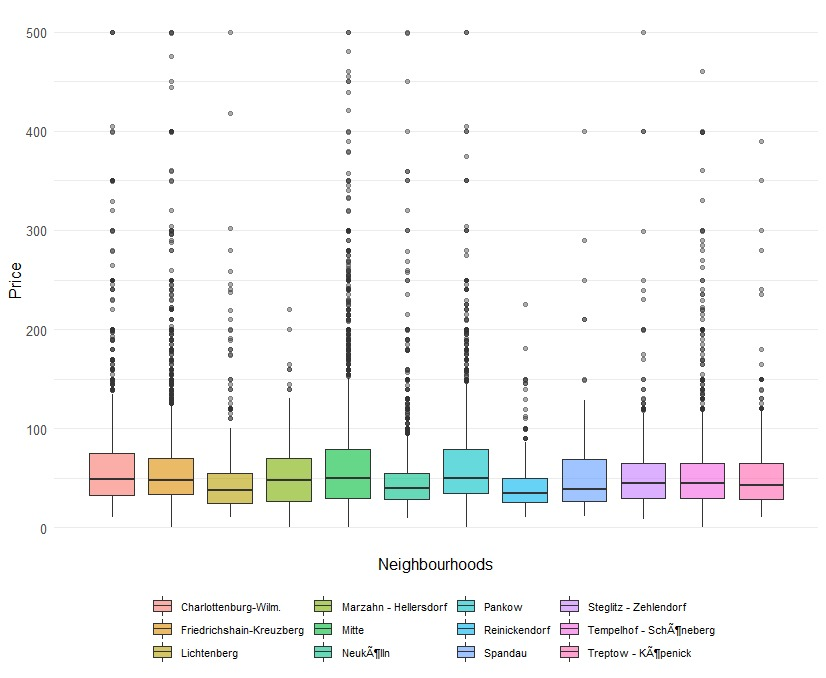 500
400
300
200
100
0
Price
Neighbourhoods
Charlottenburg-Wilm. Marzahn - Hellersdorf Pankow Steglitz - Zehlendorf
Friedrichshain-Kreuzberg Mitte Reinickendorf Tempelhof - SchÃ¶neberg
Lichtenberg NeukÃ¶lln Spandau Treptow - KÃ¶penick